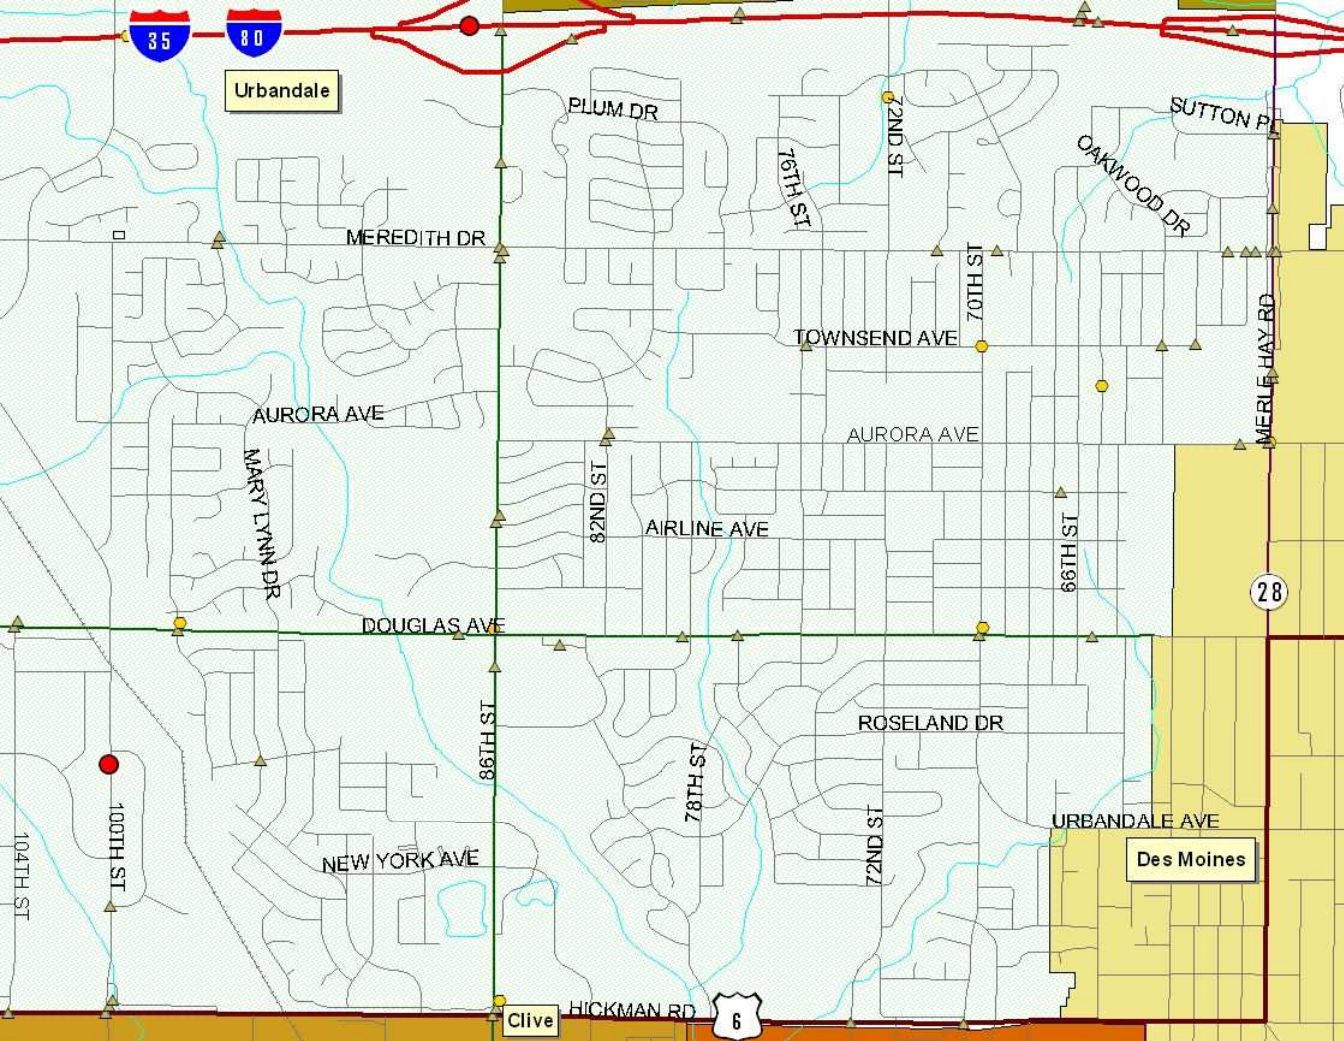 35
80
Urbandale
PLUM DR
72ND ST
SUTTON PL
76TH ST
OAKWOOD DR
MEREDITH DR
70TH ST
TOWNSEND AVE
MERLE HAY RD
AURORA AVE
AURORA AVE
MARY LYNN DR
82ND ST
AIRLINE AVE
66TH ST
28
DOUGLAS AVE
86TH ST
ROSELAND DR
78TH ST
100TH ST
104TH ST
72ND ST
URBANDALE AVE
NEW YORK AVE
Des Moines
HICKMAN RD
Clive
6